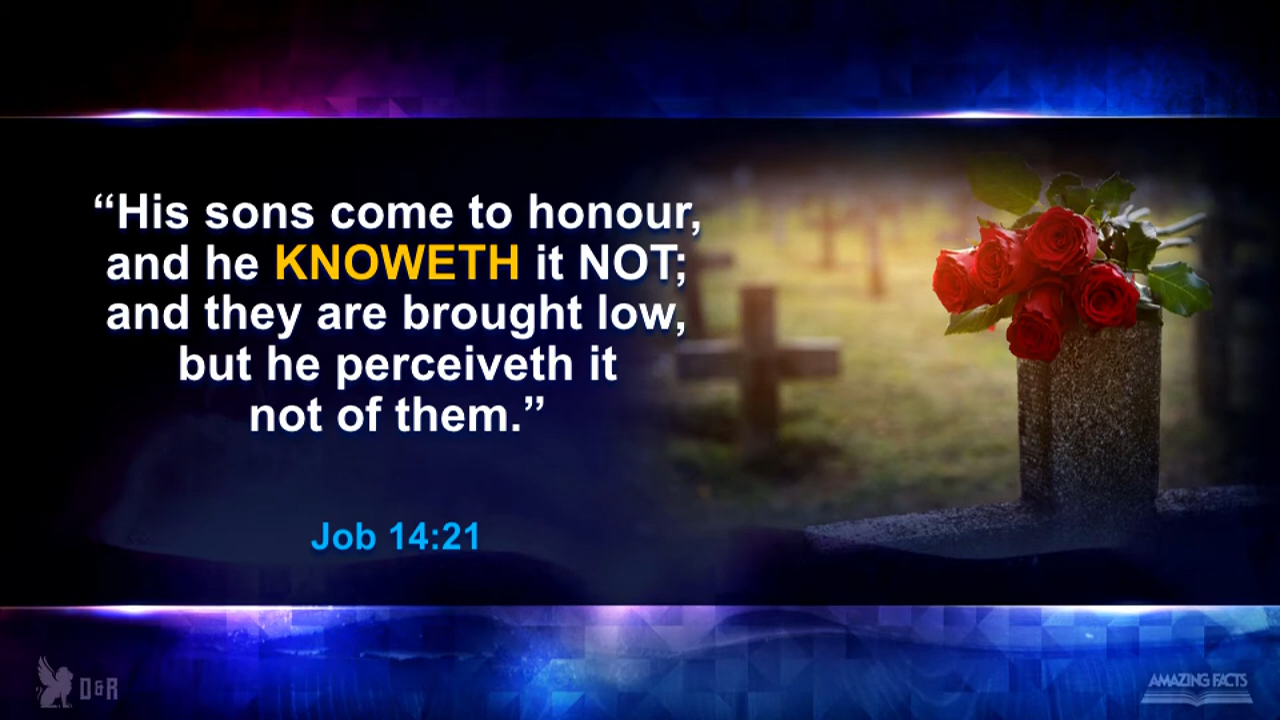 “His sons come to honour,
and he KNOWETH it NOT;
and they are brought low,
but he perceiveth it
not of them.”
Job 14:21
D&R
AMAZING FACTS